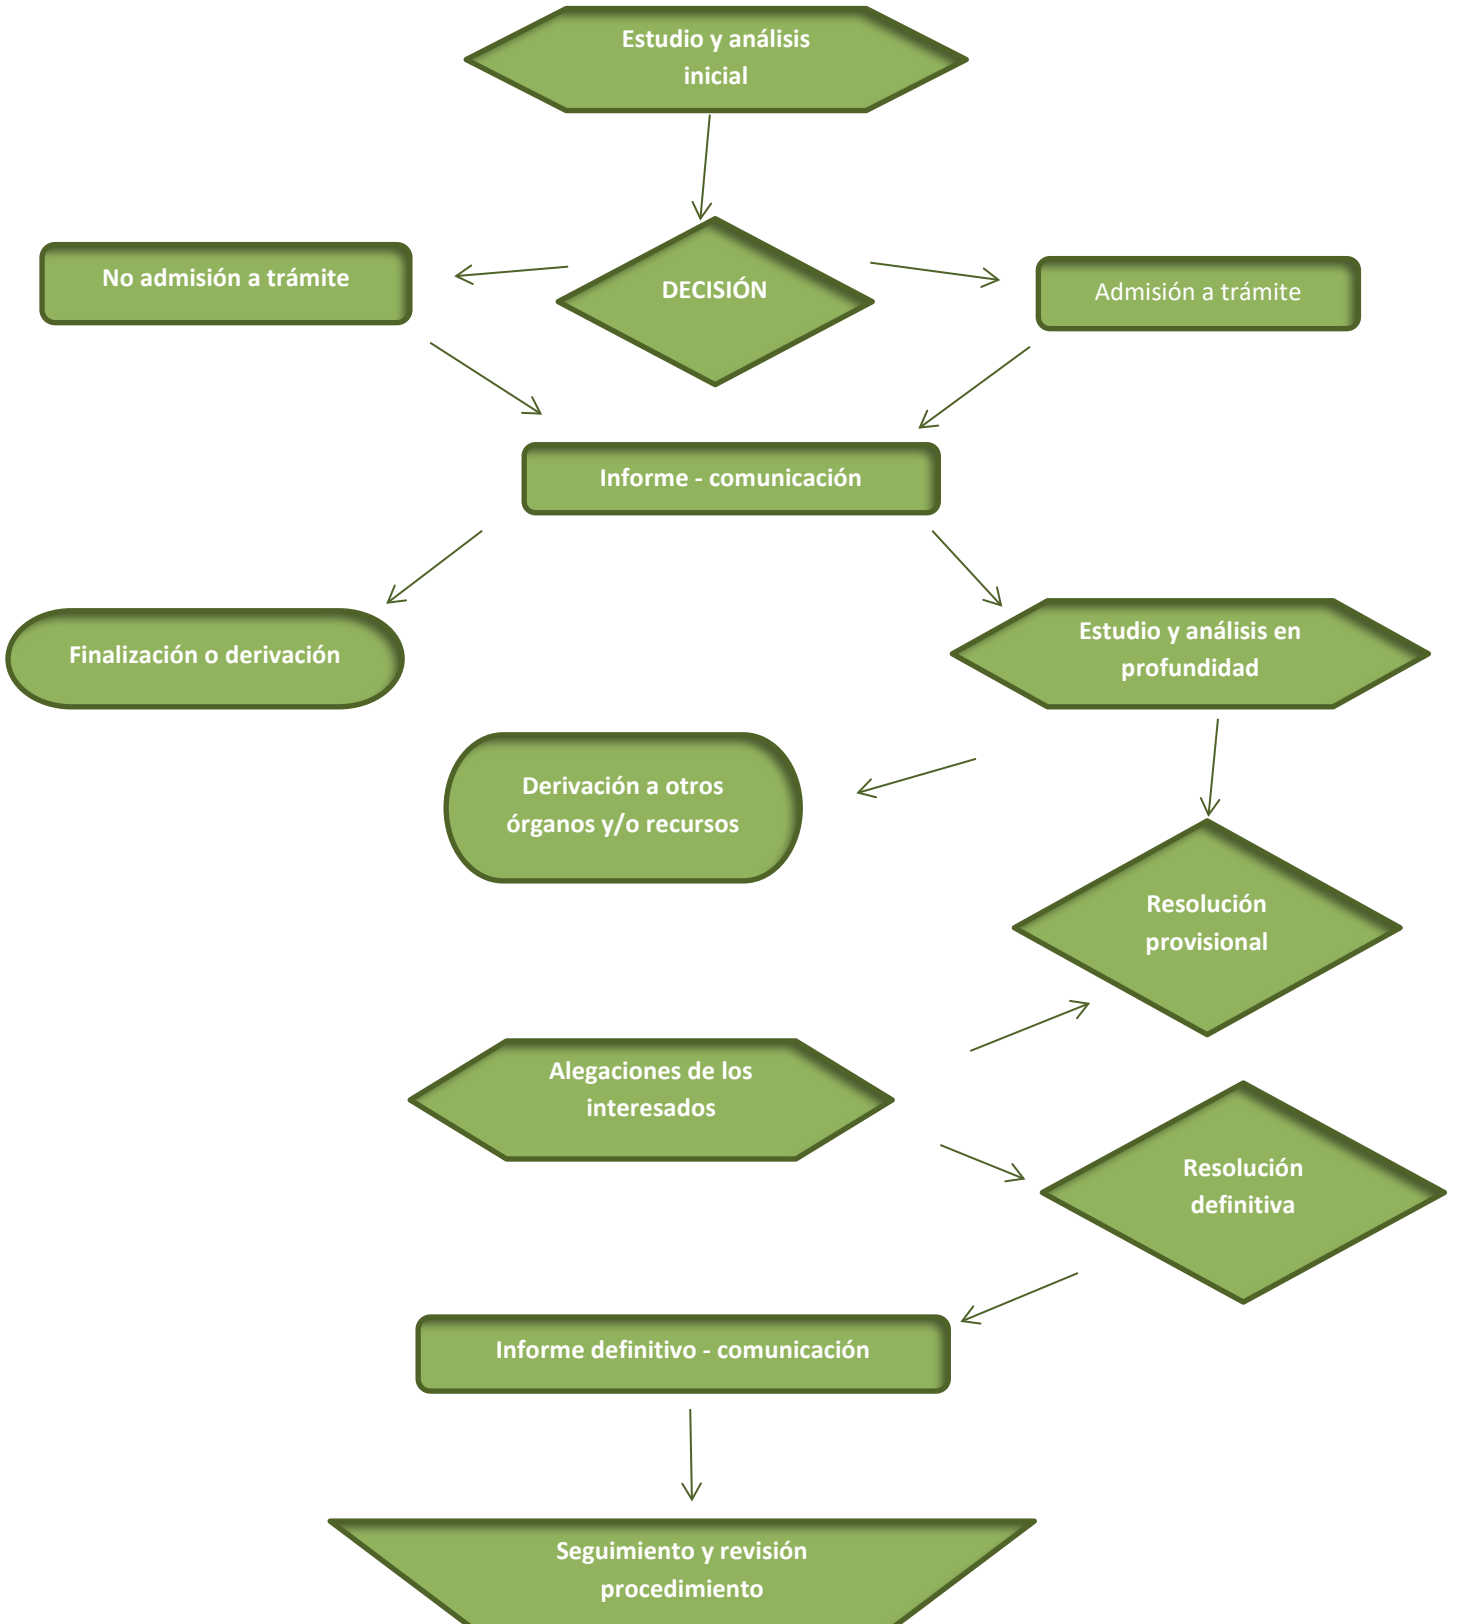 Estudio y análisis
inicial
DECISIÓN
No admisión a trámite
Admisión a trámite
Informe - comunicación
Finalización o derivación
Estudio y análisis en
profundidad
Derivación a otros
órganos y/o recursos
Resolución
provisional
Alegaciones de los
interesados
Resolución
definitiva
Informe definitivo - comunicación
Seguimiento y revisión
procedimiento